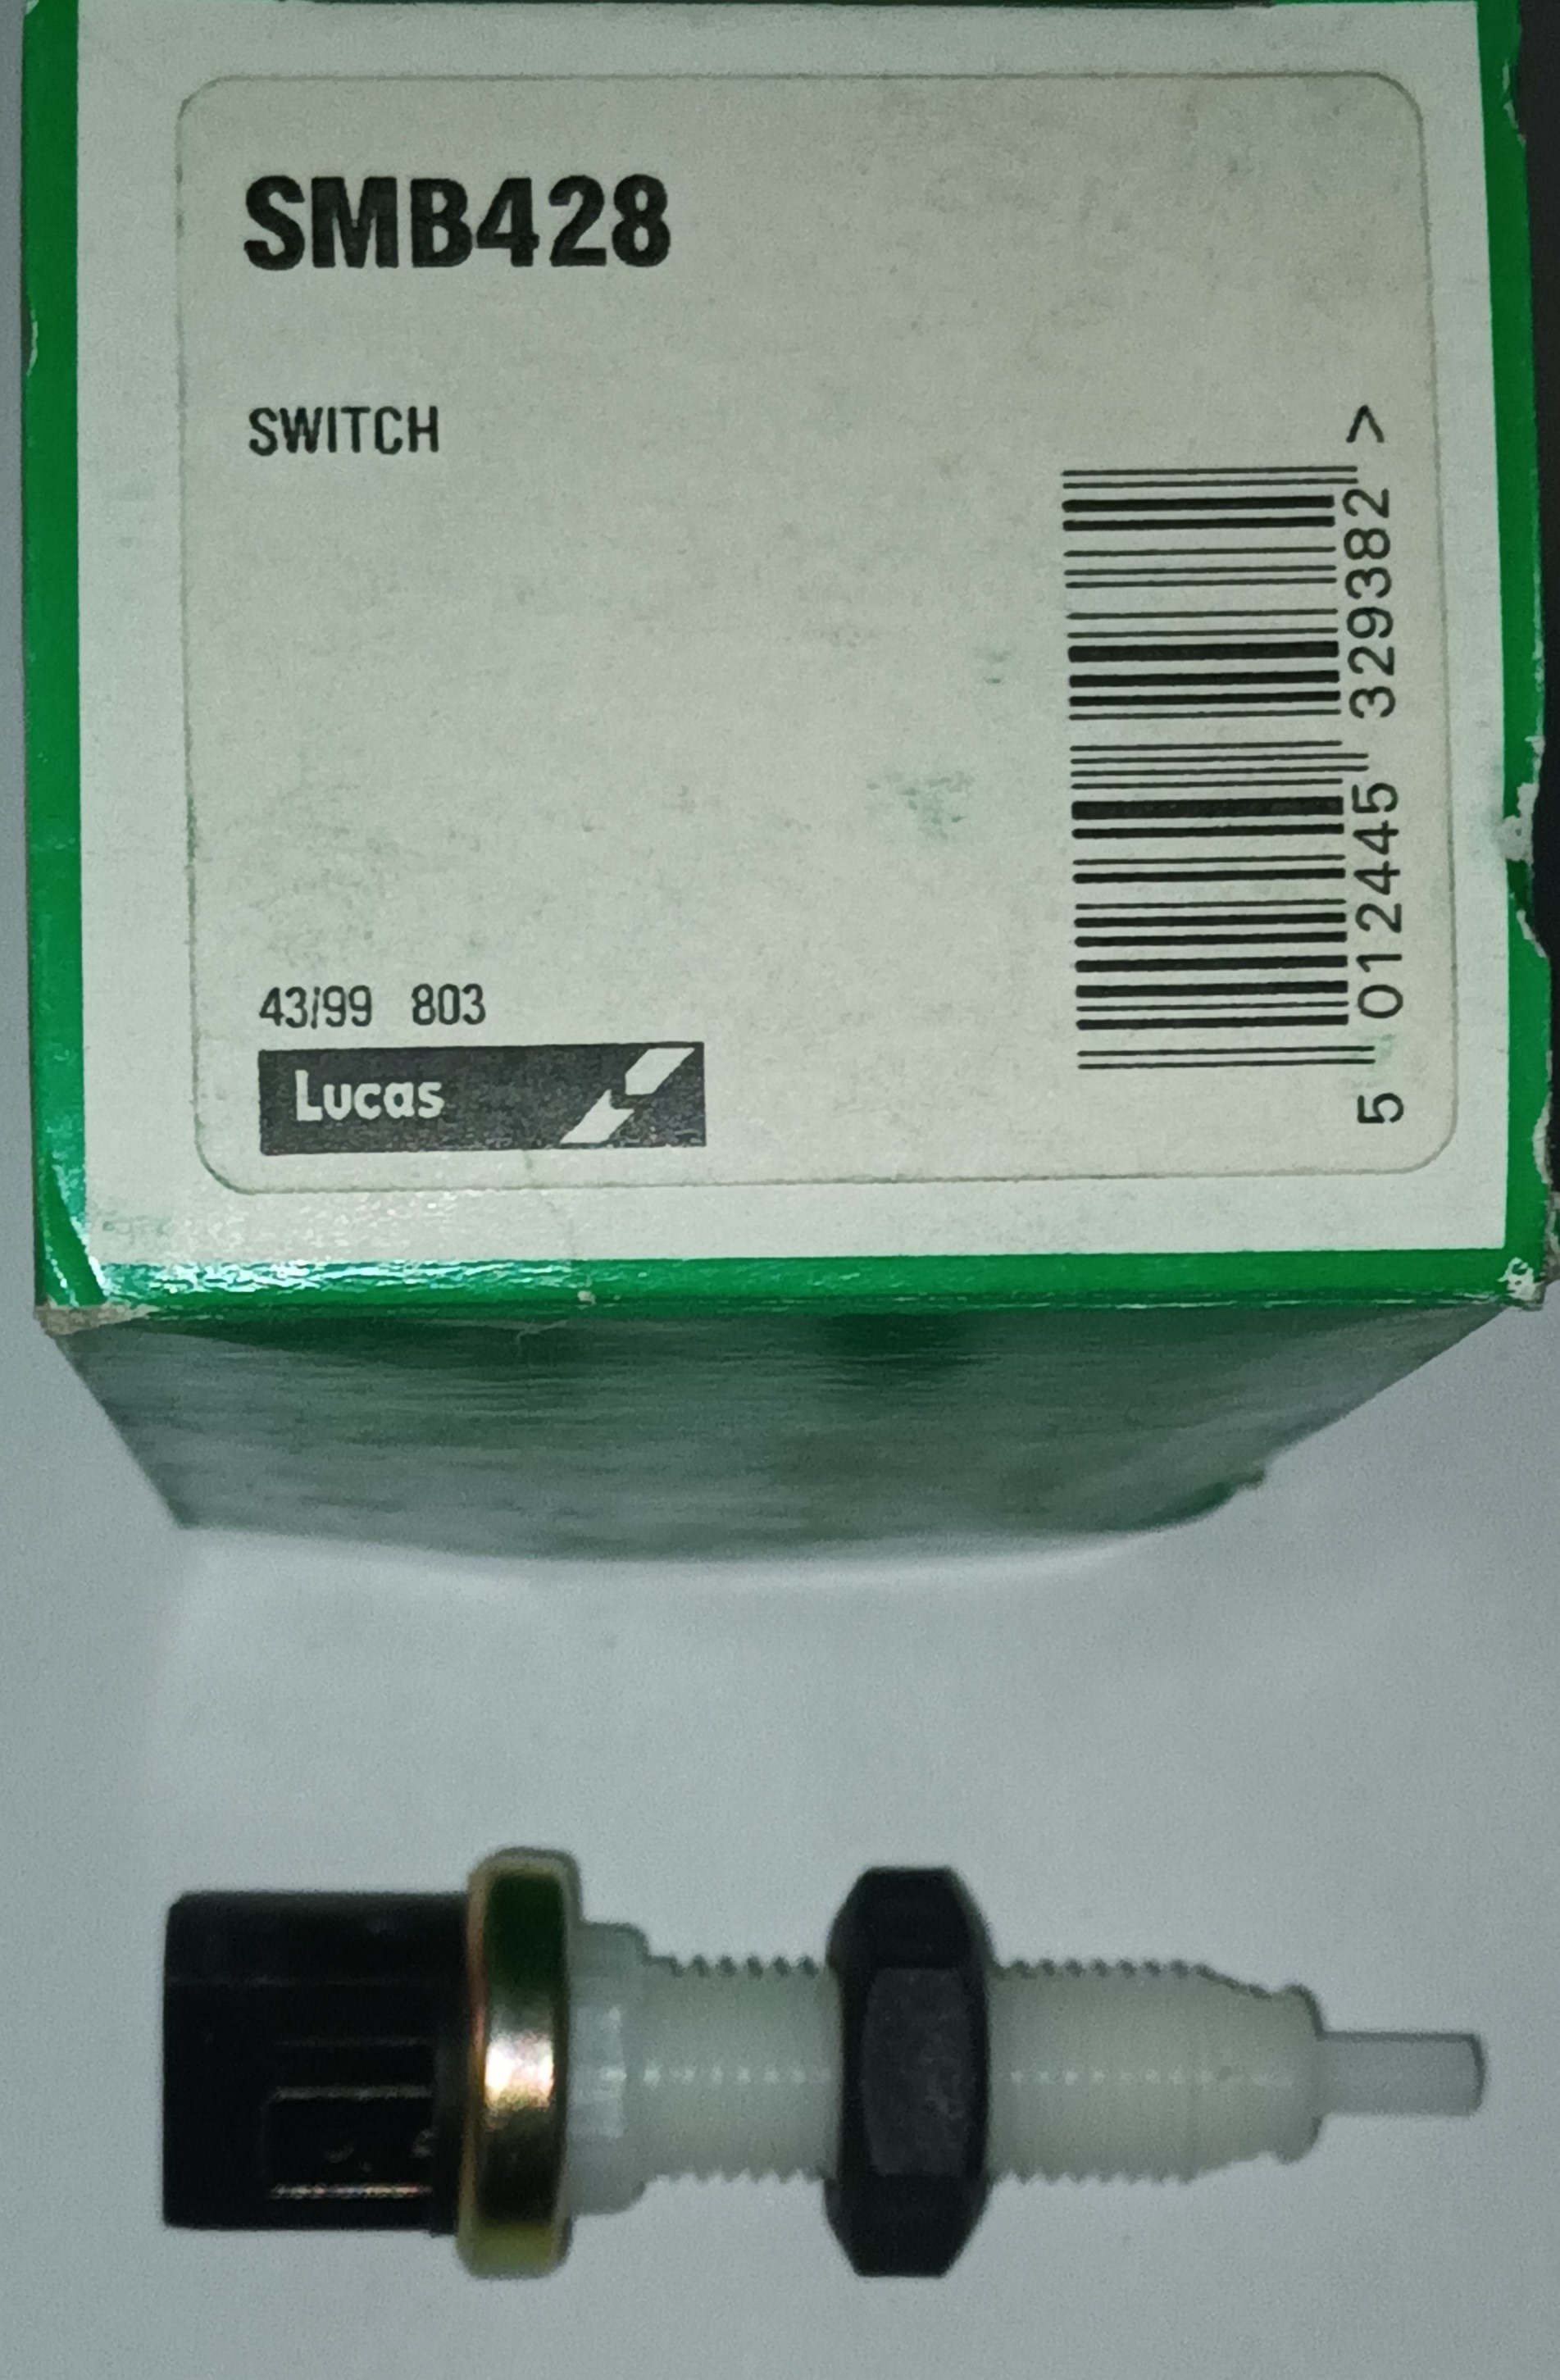 SMB428
SWITCH
5 012445 329382 >
43/99 803
Lucas